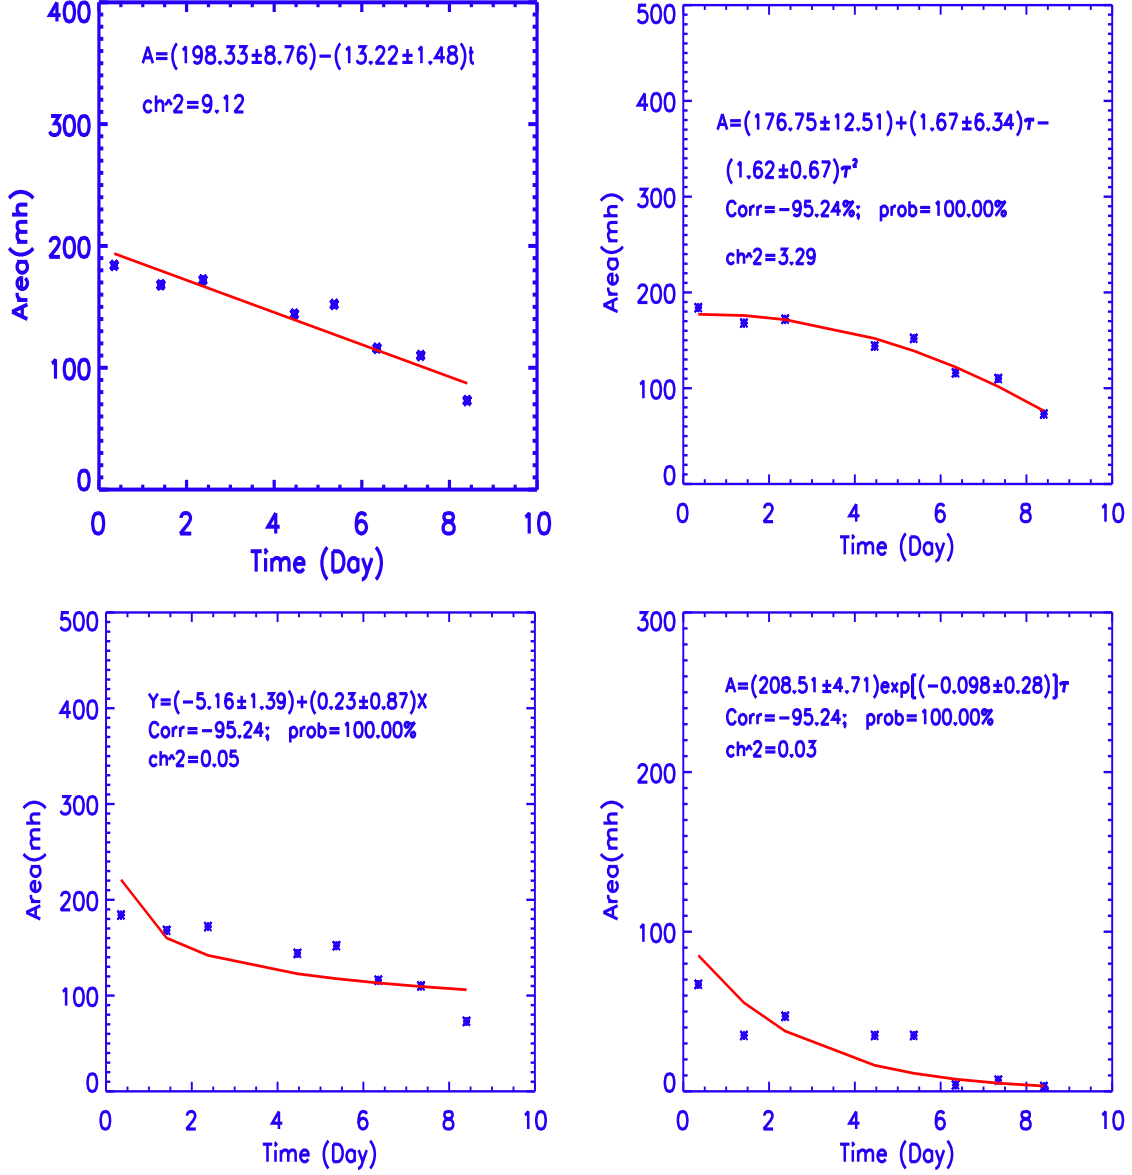 400
300
200
100
0
A=(198.33±8.76)−(13.22±1.48)t
ch^2=9.12
Area(mh)
0 2 4 6 8 10
Time (Day)
500
400
300
200
100
0
A=(176.75±12.51)+(1.67±6.34)τ−
(1.62±0.67)τ²
Corr=−95.24%; prob=100.00%
ch^2=3.29
Area(mh)
0 2 4 6 8 10
Time (Day)
500
400
300
200
100
0
Y=(−5.16±1.39)+(0.23±0.87)X
Corr=−95.24; prob=100.00%
ch^2=0.05
Area(mh)
0 2 4 6 8 10
Time (Day)
300
200
100
0
A=(208.51±4.71)exp[(−0.098±0.28)]τ
Corr=−95.24; prob=100.00%
ch^2=0.03
Area(mh)
0 2 4 6 8 10
Time (Day)